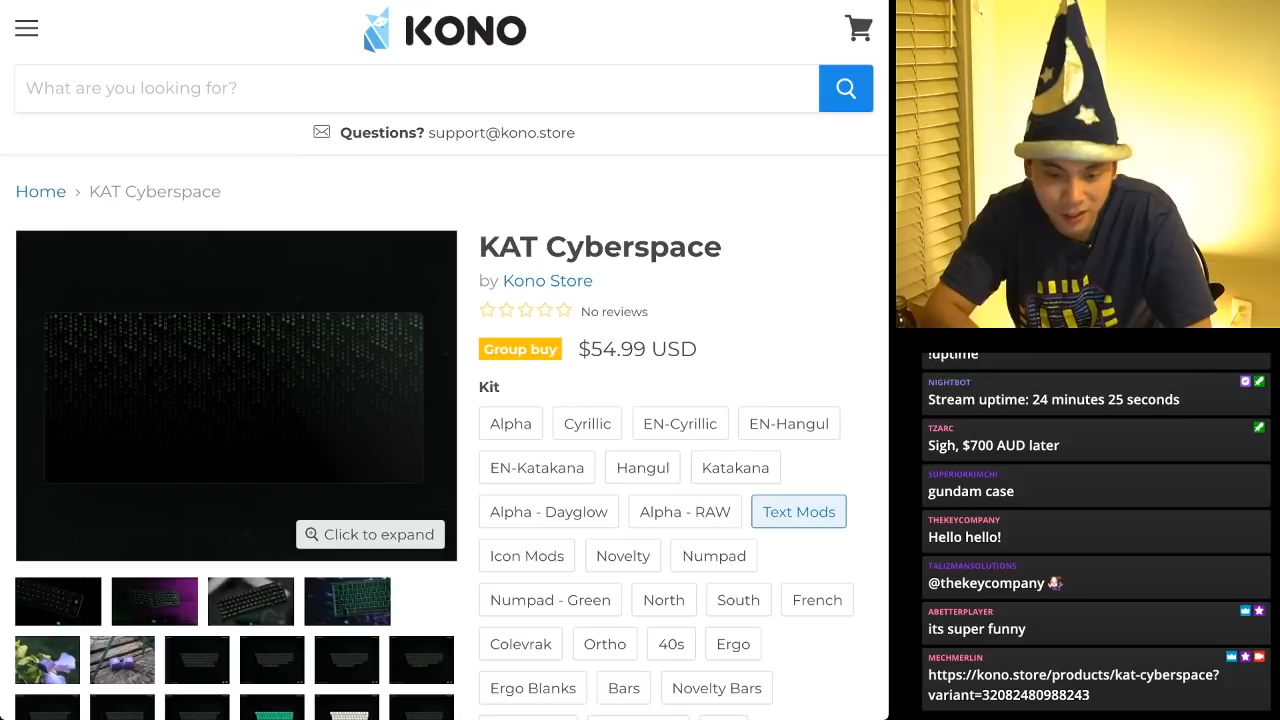 KONO
What are you looking for?
Questions? support@kono.store
Home › KAT Cyberspace
KAT Cyberspace
by Kono Store
No reviews
Group buy $54.99 USD
Kit
Alpha Cyrillic EN-Cyrillic EN-Hangul
EN-Katakana Hangul Katakana
Alpha - Dayglow Alpha - RAW Text Mods
Icon Mods Novelty Numpad
Numpad - Green North South French
Colevrak Ortho 40s Ergo
Ergo Blanks Bars Novelty Bars
Click to expand
!uptime
NIGHTBOT
Stream uptime: 24 minutes 25 seconds
TZARC
Sigh, $700 AUD later
SUPERIORKIMCHI
gundam case
THEKEYCOMPANY
Hello hello!
TALI2MANSOLUTIONS
@thekeycompany
ABETTERPLAYER
its super funny
MECHMERLIN
https://kono.store/products/kat-cyberspace?
variant=32082480988243